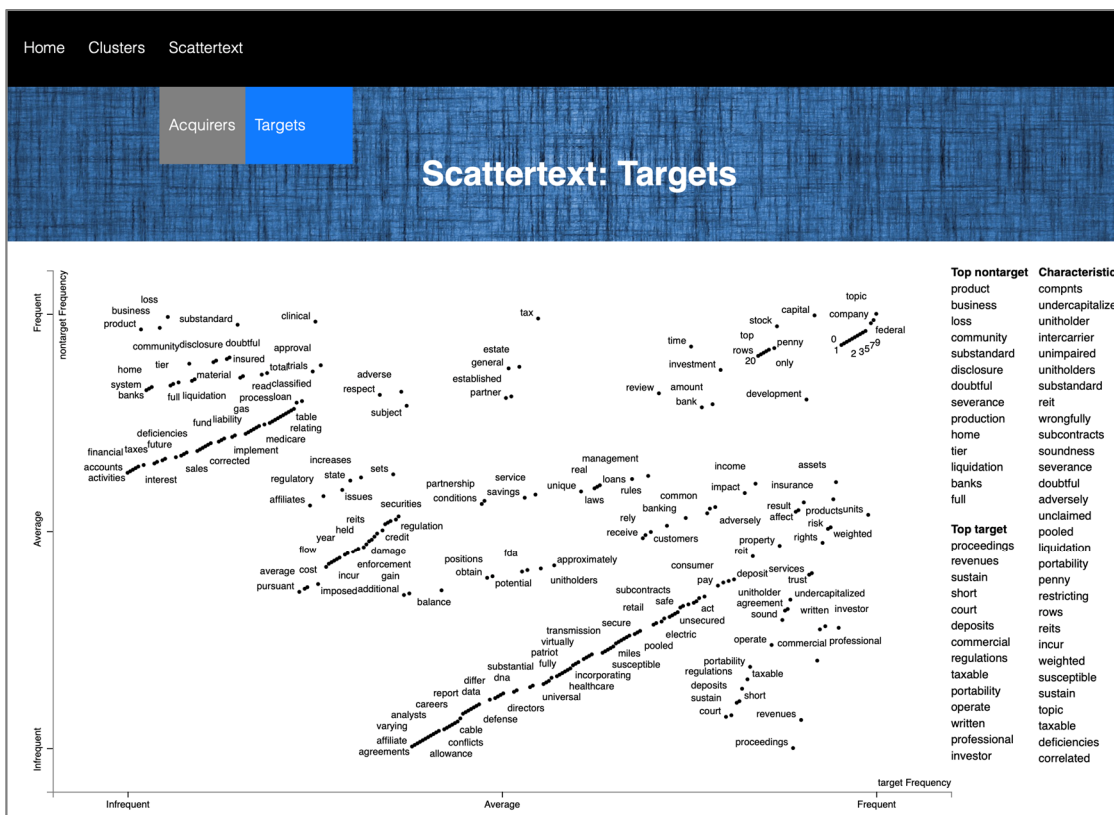 Home Clusters Scattertext
Acquirers Targets
Scattertext: Targets
Frequent
nontarget Frequency
Average
Infrequent
loss
business
product
substandard
clinical
tax
capital
topic
stock
company
federal
community disclosure doubtful
tier
insured
approval
home
system
banks
material
total trials
read classified
full liquidation
process loan
adverse
respect
subject
estate
general
established
partner
time
top
penny
rows
20
only
0
1 2 3 5 7 9
investment
review
amount
bank
development
gas
fund liability
table
relating
deficiencies
future
medicare
financial taxes
implement
accounts
activities
sales
corrected
interest
increases
regulatory
state
sets
affiliates
issues
securities
partnership
conditions
service
savings
management
real
unique
loans
laws
rules
income
assets
impact
insurance
common
banking
result
affect
products units
rely
receive
customers
adversely
risk
weighted
rights
property
reit
reits
year
held
regulation
credit
flow
damage
average
cost
enforcement
incur
gain
pursuant
imposed additional
balance
positions
obtain
fda
potential
approximately
unitholders
consumer
pay
deposit
services
trust
subcontracts
retail
safe
act
unsecured
unitholder
agreement
sound
undercapitalized
written
investor
secure
electric
transmission
virtually
pooled
patriot
fully
miles
susceptible
operate
commercial
professional
substantial
dna
incorporating
healthcare
universal
portability
regulations
taxable
differ
data
report
careers
directors
deposits
sustain
short
court
revenues
analysts
defense
varying
cable
affiliate
agreements
conflicts
allowance
proceedings
target Frequency
Infrequent Average Frequent
Top nontarget
product
business
loss
community
substandard
disclosure
doubtful
severance
production
home
tier
liquidation
banks
full
Top target
proceedings
revenues
sustain
short
court
deposits
commercial
regulations
taxable
portability
operate
written
professional
investor
Characteristic
compnts
undercapitalize
unitholder
intercarrier
unimpaired
unitholders
substandard
reit
wrongfully
subcontracts
soundness
severance
doubtful
adversely
unclaimed
pooled
liquidation
portability
penny
restricting
rows
reits
incur
weighted
susceptible
sustain
topic
taxable
deficiencies
correlated